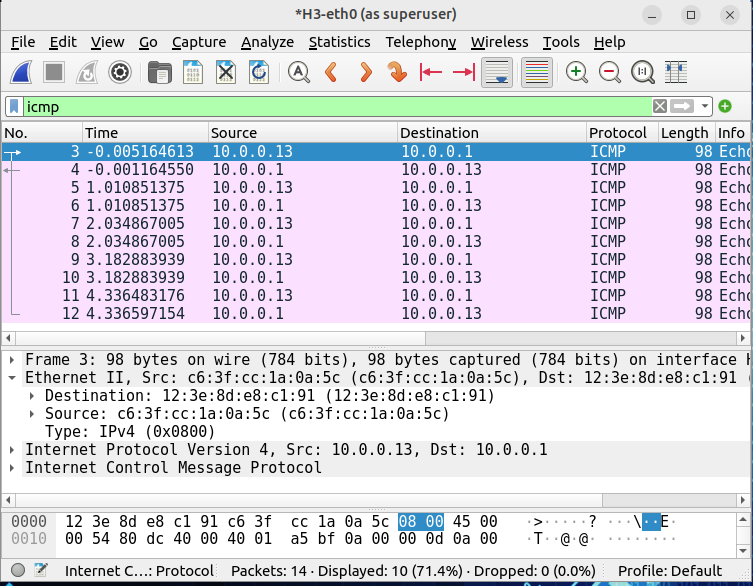 *H3-eth0 (as superuser)
File Edit View Go Capture Analyze Statistics Telephony Wireless Tools Help
icmp
No. Time Source Destination Protocol Length Info
3 -0.005164613 10.0.0.13 10.0.0.1 ICMP 98 Echo
4 -0.001164550 10.0.0.1 10.0.0.13 ICMP 98 Echo
5 1.010851375 10.0.0.13 10.0.0.1 ICMP 98 Echo
6 1.010851375 10.0.0.1 10.0.0.13 ICMP 98 Echo
7 2.034867005 10.0.0.13 10.0.0.1 ICMP 98 Echo
8 2.034867005 10.0.0.1 10.0.0.13 ICMP 98 Echo
9 3.182883939 10.0.0.13 10.0.0.1 ICMP 98 Echo
10 3.182883939 10.0.0.1 10.0.0.13 ICMP 98 Echo
11 4.336483176 10.0.0.13 10.0.0.1 ICMP 98 Echo
12 4.336597154 10.0.0.1 10.0.0.13 ICMP 98 Echo
Frame 3: 98 bytes on wire (784 bits), 98 bytes captured (784 bits) on interface H
Ethernet II, Src: c6:3f:cc:1a:0a:5c (c6:3f:cc:1a:0a:5c), Dst: 12:3e:8d:e8:c1:91 (
Destination: 12:3e:8d:e8:c1:91 (12:3e:8d:e8:c1:91)
Source: c6:3f:cc:1a:0a:5c (c6:3f:cc:1a:0a:5c)
Type: IPv4 (0x0800)
Internet Protocol Version 4, Src: 10.0.0.13, Dst: 10.0.0.1
Internet Control Message Protocol
0000 12 3e 8d e8 c1 91 c6 3f cc 1a 0a 5c 08 00 45 00 ·>·····? ···\··E·
0010 00 54 80 dc 40 00 40 01 a5 bf 0a 00 00 0d 0a 00 ·T··@·@· ········
Internet C...: Protocol Packets: 14 · Displayed: 10 (71.4%) · Dropped: 0 (0.0%) Profile: Default